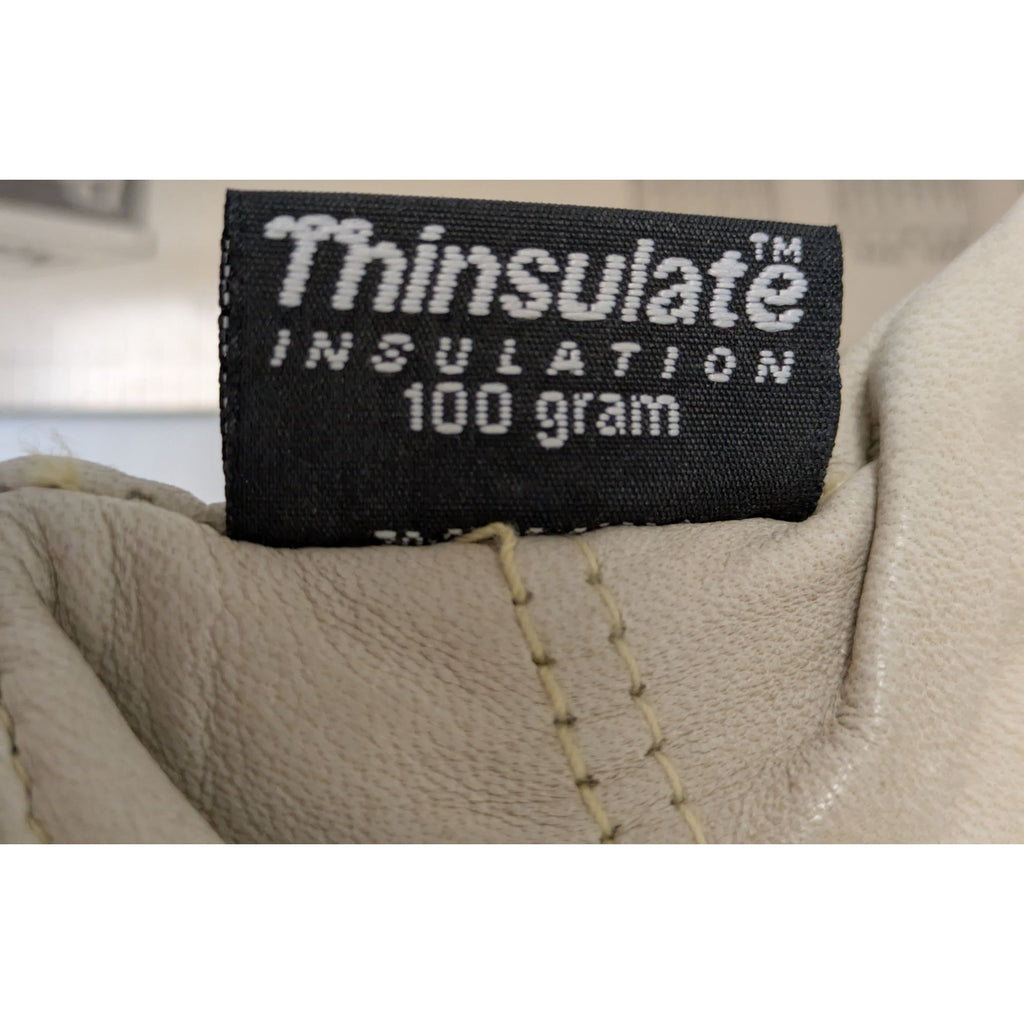 Thinsulate™
INSULATION
100 gram